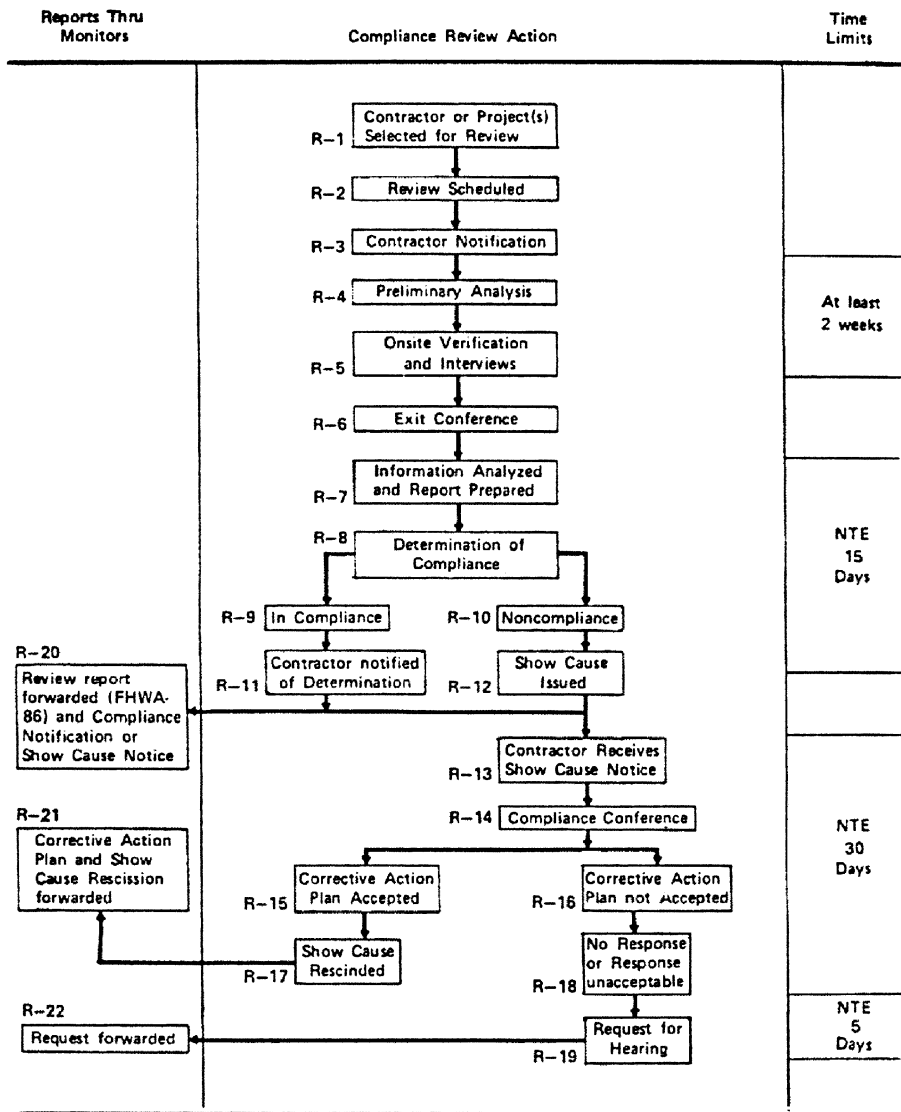 Reports Thru
Monitors
Compliance Review Action
Time
Limits
R-1
Contractor or Project(s)
Selected for Review
R-2
Review Scheduled
R-3
Contractor Notification
R-4
Preliminary Analysis
At least
2 weeks
R-5
Onsite Verification
and Interviews
R-6
Exit Conference
R-7
Information Analyzed
and Report Prepared
R-8
Determination of
Compliance
NTE
15
Days
R-9
In Compliance
R-10
Noncompliance
R-11
Contractor notified
of Determination
R-12
Show Cause
Issued
R-20
Review report
forwarded (FHWA-
86) and Compliance
Notification or
Show Cause Notice
R-13
Contractor Receives
Show Cause Notice
R-14
Compliance Conference
NTE
30
Days
R-21
Corrective Action
Plan and Show
Cause Rescission
forwarded
R-15
Corrective Action
Plan Accepted
R-16
Corrective Action
Plan not Accepted
R-17
Show Cause
Rescinded
R-18
No Response
or Response
unacceptable
R-22
Request forwarded
R-19
Request for
Hearing
NTE
5
Days